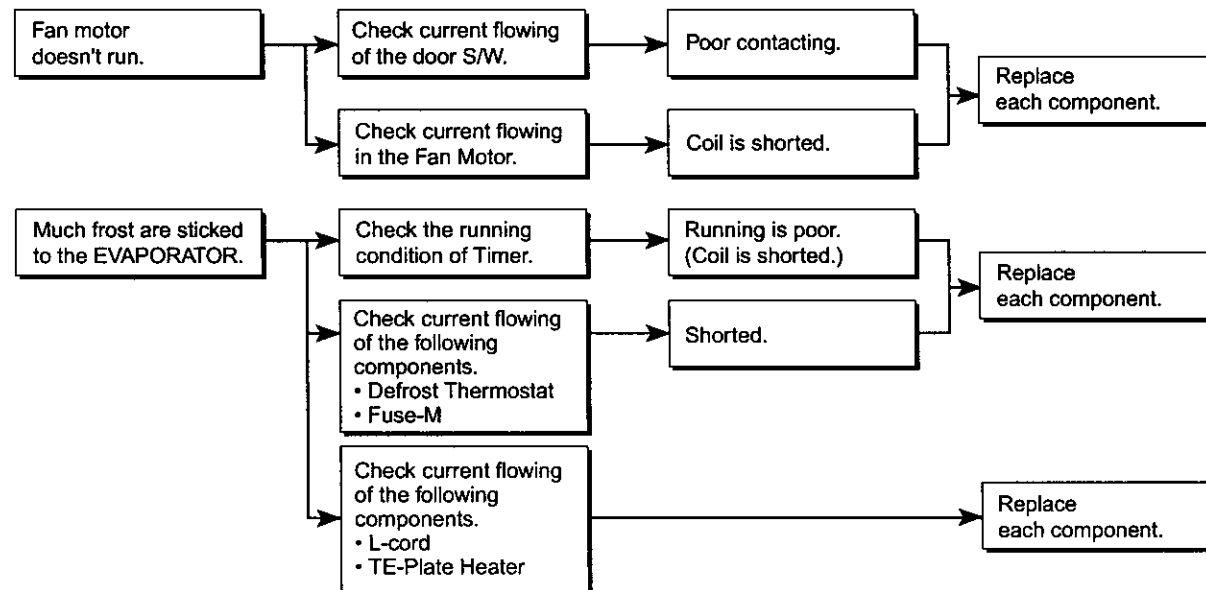 Fan motor
doesn't run.
Check current flowing
of the door S/W.
Poor contacting.
Replace
each component.
Check current flowing
in the Fan Motor.
Coil is shorted.
Much frost are sticked
to the EVAPORATOR.
Check the running
condition of Timer.
Running is poor.
(Coil is shorted.)
Replace
each component.
Check current flowing
of the following
components.
• Defrost Thermostat
• Fuse-M
Shorted.
Check current flowing
of the following
components.
• L-cord
• TE-Plate Heater
Replace
each component.